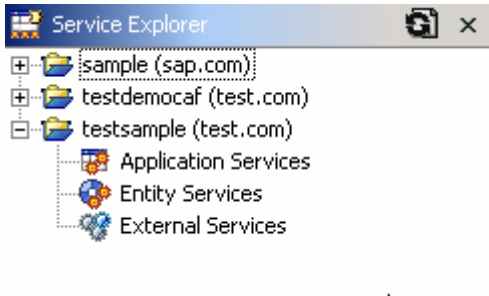 Service Explorer
sample (sap.com)
testdemocaf (test.com)
testsample (test.com)
Application Services
Entity Services
External Services